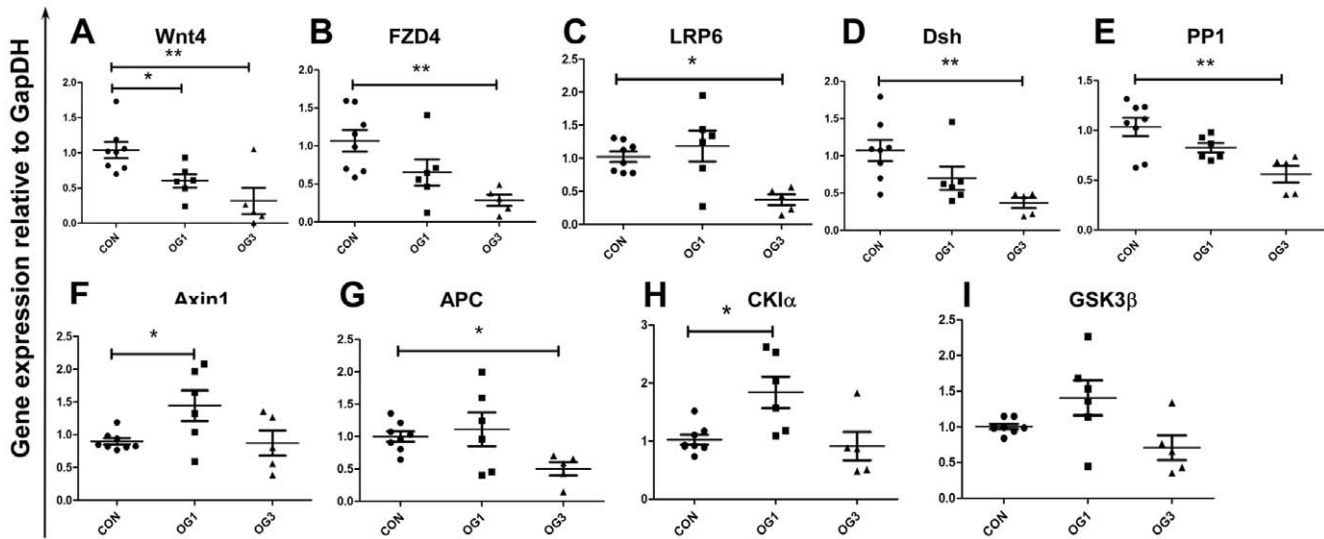 Gene expression relative to GapDH
A Wnt4
**
*
2.0
1.5
1.0
0.5
0.0
CON OG1 OG3
B FZD4
**
2.0
1.5
1.0
0.5
0.0
CON OG1 OG3
C LRP6
*
2.5
2.0
1.5
1.0
0.5
0.0
CON OG1 OG3
D Dsh
**
2.0
1.5
1.0
0.5
0.0
CON OG1 OG3
E PP1
**
1.5
1.0
0.5
0.0
CON OG1 OG3
F Axin1
*
2.5
2.0
1.5
1.0
0.5
0.0
CON OG1 OG3
G APC
*
2.5
2.0
1.5
1.0
0.5
0.0
CON OG1 OG3
H CKIα
*
3
2
1
0
CON OG1 OG3
I GSK3β
2.5
2.0
1.5
1.0
0.5
0.0
CON OG1 OG3